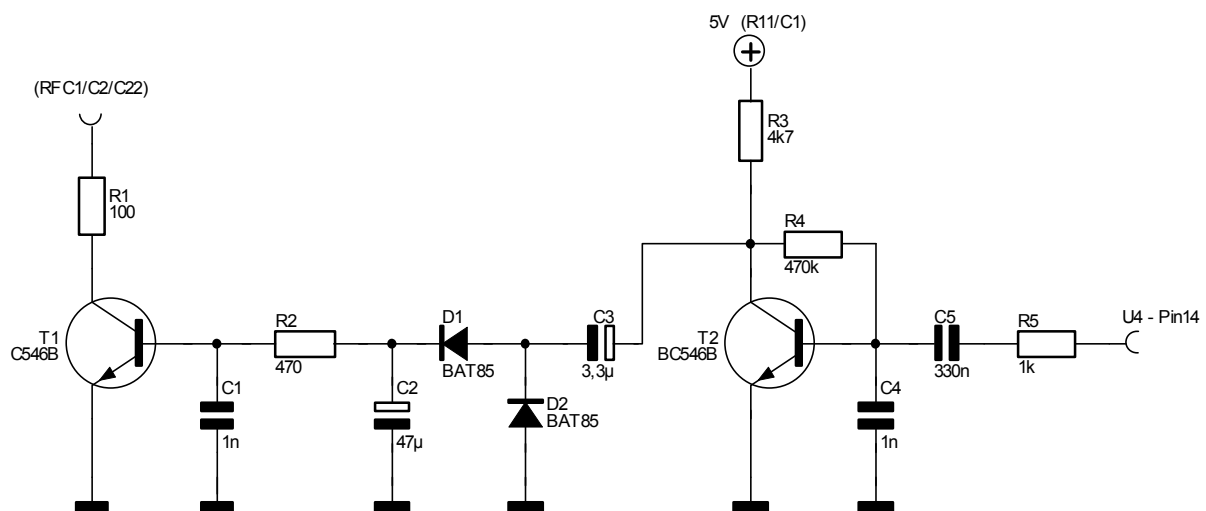 5V (R11/C1)
(RFC1/C2/C22)
R3
4k7
R1
100
R4
470k
T1
C546B
R2
470
D1
BAT85
C3
3,3µ
T2
BC546B
C5
330n
R5
1k
U4 - Pin14
C1
1n
C2
47µ
D2
BAT85
C4
1n